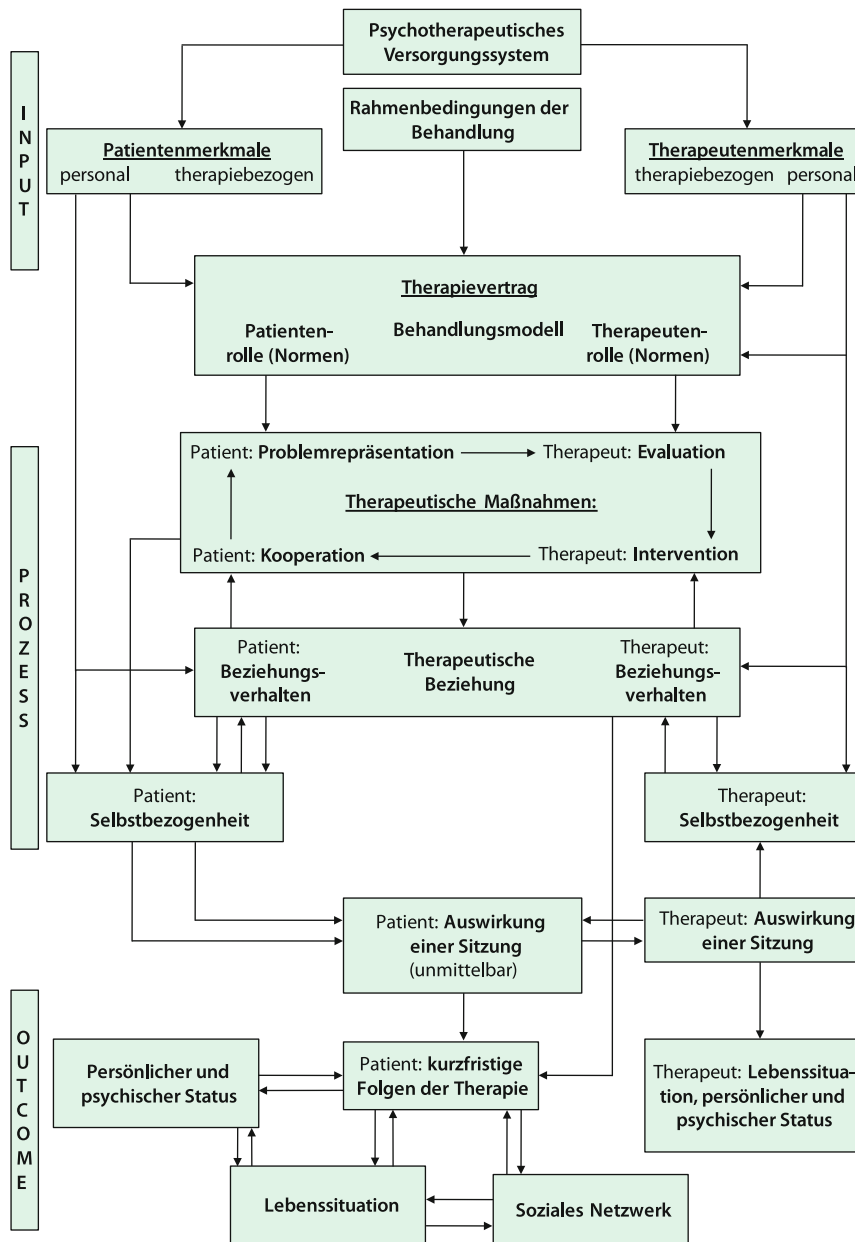 INPUT
Psychotherapeutisches
Versorgungssystem
Rahmenbedingungen der
Behandlung
Patientenmerkmale
personal therapiebezogen
Therapeutenmerkmale
therapiebezogen personal
Therapievertrag
Behandlungsmodell
Patienten-
rolle (Normen)
Therapeuten-
rolle (Normen)
PROZESS
Patient: Problemrepräsentation
Therapeut: Evaluation
Therapeutische Maßnahmen:
Patient: Kooperation
Therapeut: Intervention
Patient:
Beziehungs-
verhalten
Therapeutische
Beziehung
Therapeut:
Beziehungs-
verhalten
Patient:
Selbstbezogenheit
Therapeut:
Selbstbezogenheit
Patient: Auswirkung
einer Sitzung
(unmittelbar)
Therapeut: Auswirkung
einer Sitzung
OUTCOME
Persönlicher und
psychischer Status
Patient: kurzfristige
Folgen der Therapie
Therapeut: Lebenssitua-
tion, persönlicher und
psychischer Status
Lebenssituation
Soziales Netzwerk